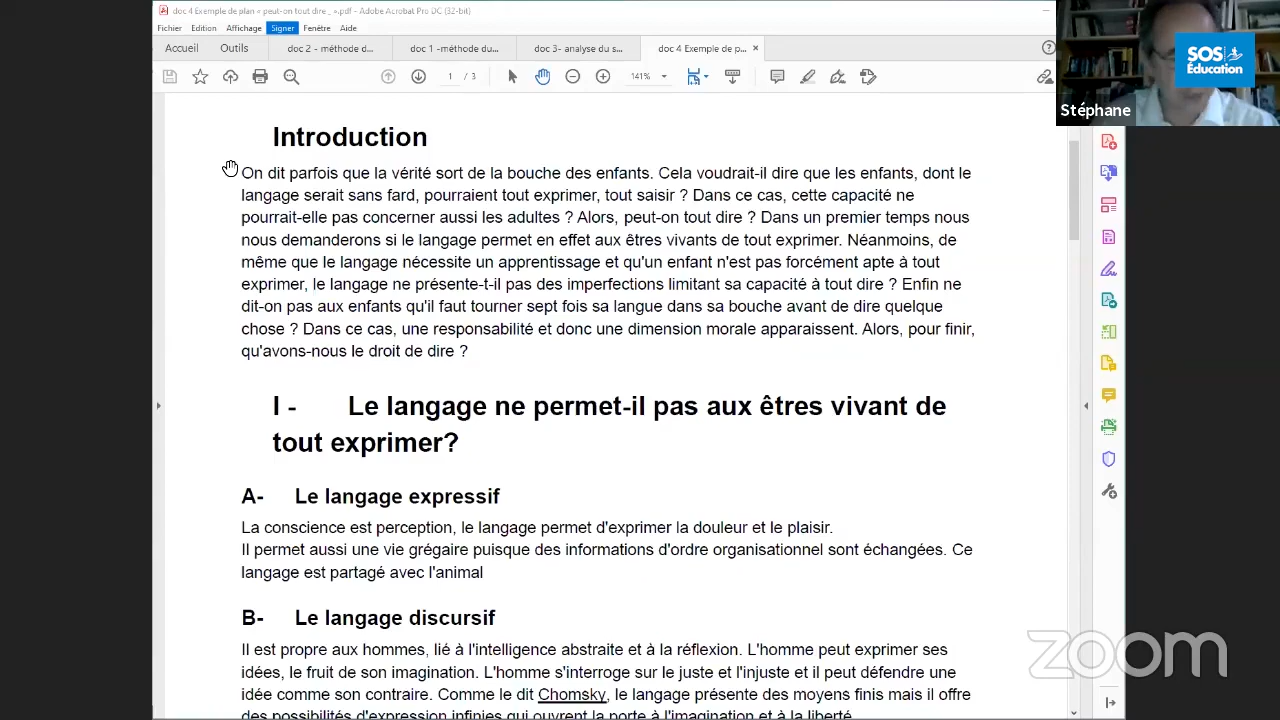 doc 4 Exemple de plan « peut-on tout dire _ ».pdf - Adobe Acrobat Pro DC (32-bit)
Fichier Edition Affichage Signer Fenêtre Aide
Accueil Outils doc 2 - méthode d... doc 1 -méthode du... doc 3- analyse du s... doc 4 Exemple de p... ×
1 / 3 141%
SOS
Éducation
Stéphane
Introduction
On dit parfois que la vérité sort de la bouche des enfants. Cela voudrait-il dire que les enfants, dont le
langage serait sans fard, pourraient tout exprimer, tout saisir ? Dans ce cas, cette capacité ne
pourrait-elle pas concerner aussi les adultes ? Alors, peut-on tout dire ? Dans un premier temps nous
nous demanderons si le langage permet en effet aux êtres vivants de tout exprimer. Néanmoins, de
même que le langage nécessite un apprentissage et qu'un enfant n'est pas forcément apte à tout
exprimer, le langage ne présente-t-il pas des imperfections limitant sa capacité à tout dire ? Enfin ne
dit-on pas aux enfants qu'il faut tourner sept fois sa langue dans sa bouche avant de dire quelque
chose ? Dans ce cas, une responsabilité et donc une dimension morale apparaissent. Alors, pour finir,
qu'avons-nous le droit de dire ?
I - Le langage ne permet-il pas aux êtres vivant de
tout exprimer?
A- Le langage expressif
La conscience est perception, le langage permet d'exprimer la douleur et le plaisir.
Il permet aussi une vie grégaire puisque des informations d'ordre organisationnel sont échangées. Ce
langage est partagé avec l'animal
B- Le langage discursif
Il est propre aux hommes, lié à l'intelligence abstraite et à la réflexion. L'homme peut exprimer ses
idées, le fruit de son imagination. L'homme s'interroge sur le juste et l'injuste et il peut défendre une
idée comme son contraire. Comme le dit Chomsky, le langage présente des moyens finis mais il offre
des possibilités d'expression infinies qui ouvrent la porte à l'imagination et à la liberté.
zoom